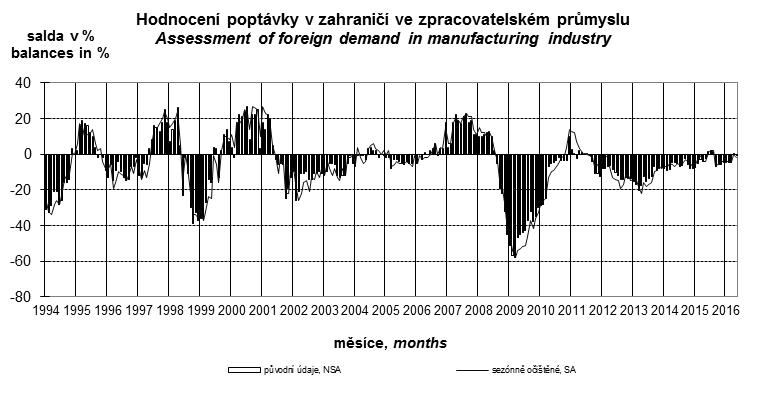 Hodnocení poptávky v zahraničí ve zpracovatelském průmyslu
Assessment of foreign demand in manufacturing industry
salda v %
balances in %
40
20
0
-20
-40
-60
-80
1994 1995 1996 1997 1998 1999 2000 2001 2002 2003 2004 2005 2006 2007 2008 2009 2010 2011 2012 2013 2014 2015 2016
měsíce, months
původní údaje, NSA
sezónně očištěné, SA